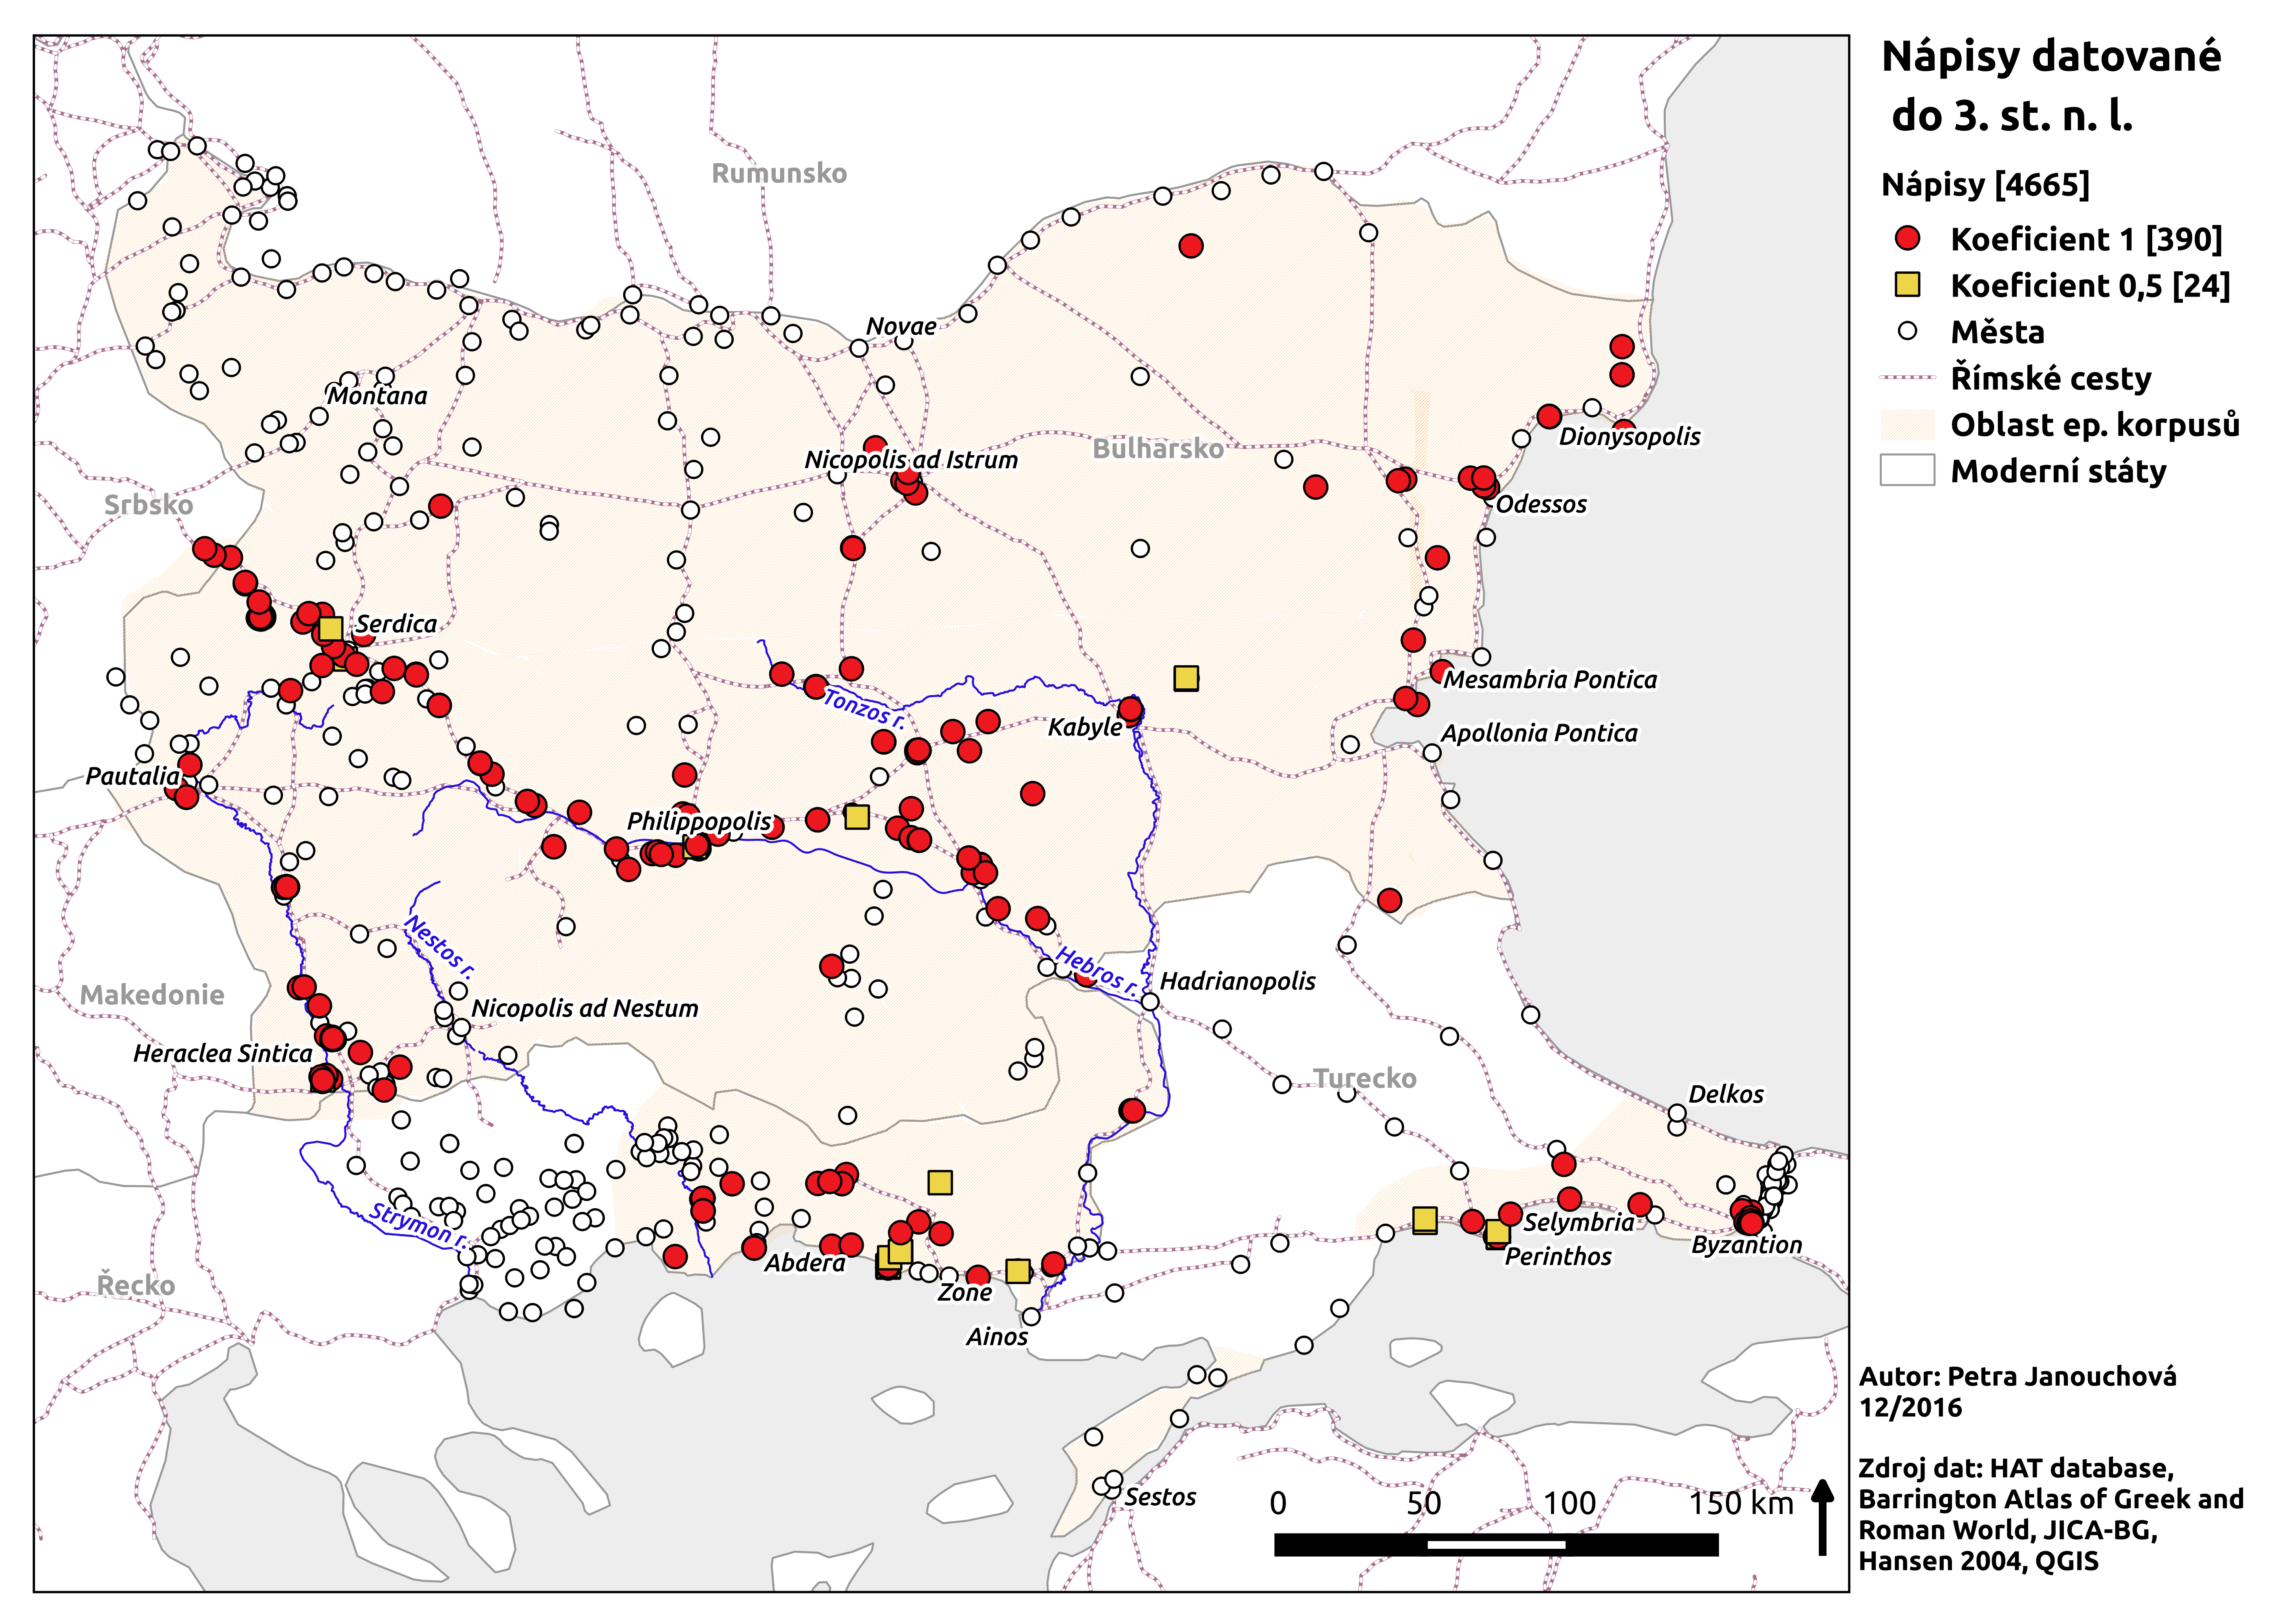 Nápisy datované
do 3. st. n. l.
Nápisy [4665]
Koeficient 1 [390]
Koeficient 0,5 [24]
Města
Římské cesty
Oblast ep. korpusů
Moderní státy
Rumunsko
Novae
Montana
Dionysopolis
Bulharsko
Nicopolis ad Istrum
Srbsko
Odessos
Serdica
Mesambria Pontica
Tonzos r.
Kabyle
Apollonia Pontica
Pautalia
Philippopolis
Nestos r.
Hebros r.
Hadrianopolis
Makedonie
Nicopolis ad Nestum
Heraclea Sintica
Turecko
Delkos
Strymon r.
Selymbria
Byzantion
Perinthos
Abdera
Řecko
Zone
Ainos
Sestos
0 50 100 150 km
Autor: Petra Janouchová
12/2016
Zdroj dat: HAT database,
Barrington Atlas of Greek and
Roman World, JICA-BG,
Hansen 2004, QGIS